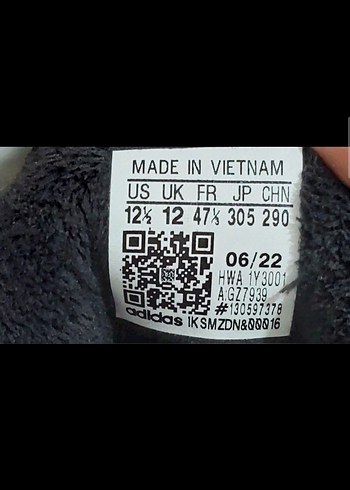 MADE IN VIETNAM
US UK FR JP CHN
12½ 12 47⅓ 305 290
06/22
HWA 1Y3001
A:GZ7939
#130597378
adidas 1KSMZDN&00016